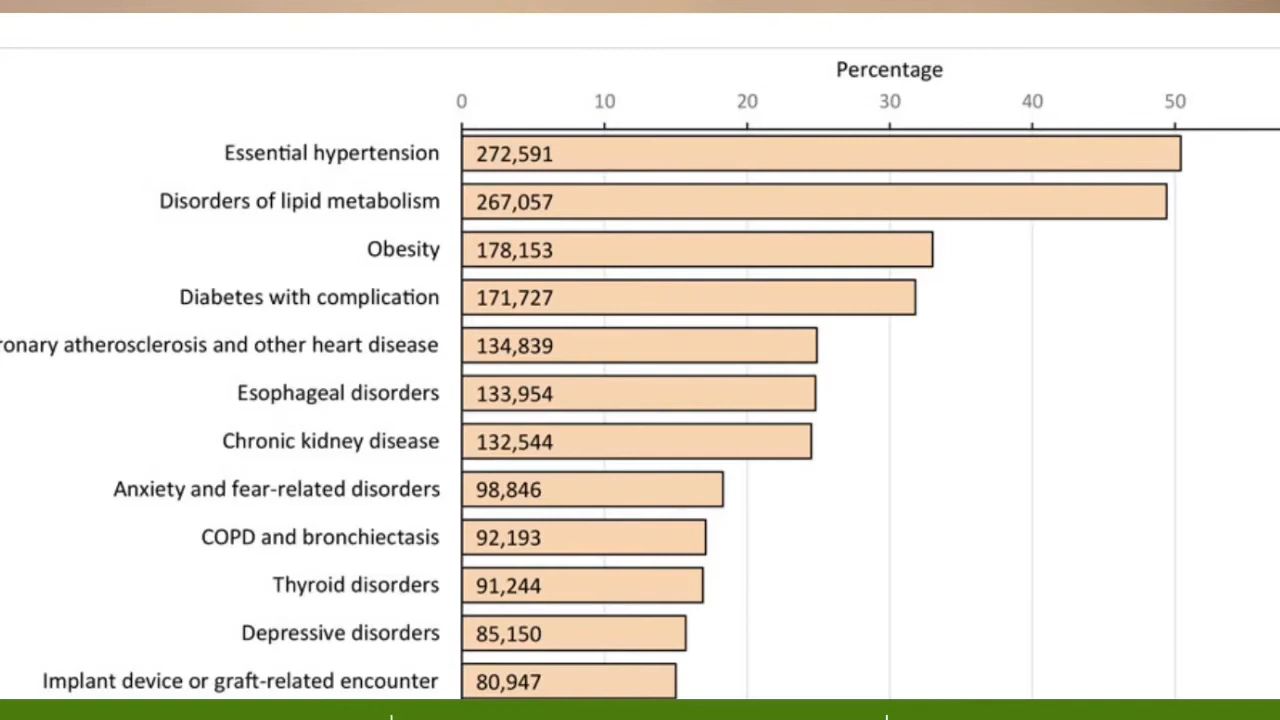 Percentage
0 10 20 30 40 50
Essential hypertension 272,591
Disorders of lipid metabolism 267,057
Obesity 178,153
Diabetes with complication 171,727
ronary atherosclerosis and other heart disease 134,839
Esophageal disorders 133,954
Chronic kidney disease 132,544
Anxiety and fear-related disorders 98,846
COPD and bronchiectasis 92,193
Thyroid disorders 91,244
Depressive disorders 85,150
Implant device or graft-related encounter 80,947